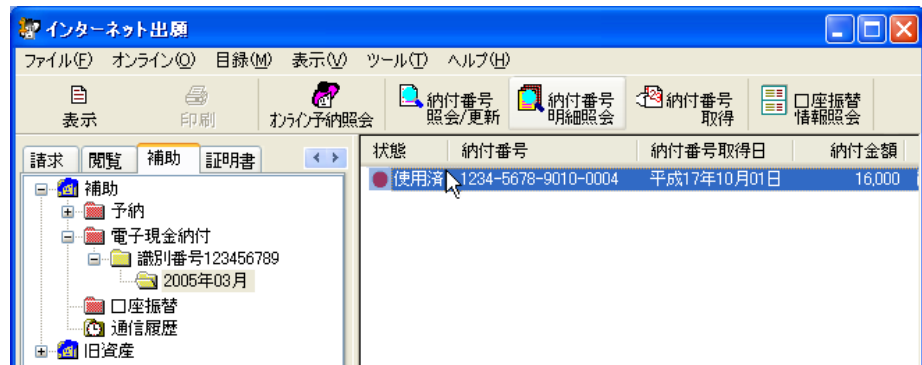 インターネット出願
ファイル(F) オンライン(O) 目録(M) 表示(V) ツール(T) ヘルプ(H)
表示 印刷 オンライン予納照会 納付番号照会/更新 納付番号明細照会 納付番号取得 口座振替情報照会
請求 閲覧 補助 証明書
状態 納付番号 納付番号取得日 納付金額
使用済 1234-5678-9010-0004 平成17年10月01日 16,000
補助
予納
電子現金納付
識別番号123456789
2005年03月
口座振替
通信履歴
旧資産